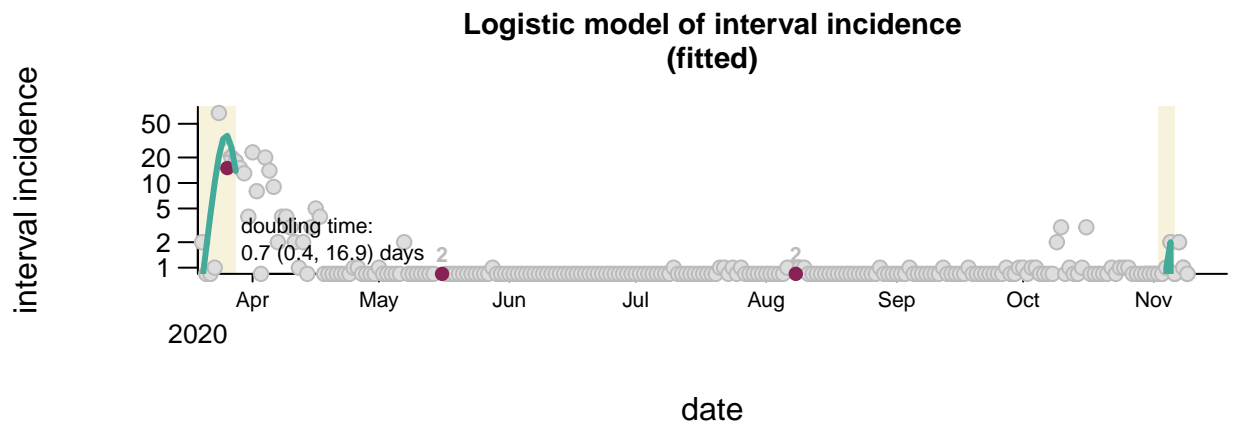 Logistic model of interval incidence
(fitted)
interval incidence
50
20
10
5
2
1
doubling time:
0.7 (0.4, 16.9) days
2
2
Apr
May
Jun
Jul
Aug
Sep
Oct
Nov
2020
date